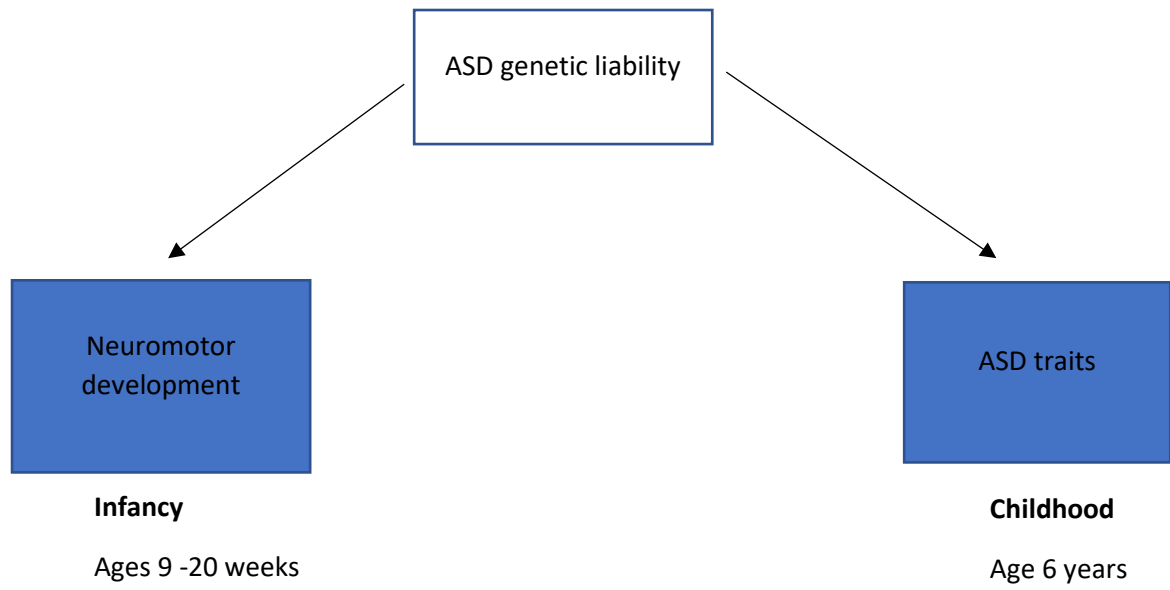 ASD genetic liability
Neuromotor
development
ASD traits
Infancy
Ages 9 -20 weeks
Childhood
Age 6 years